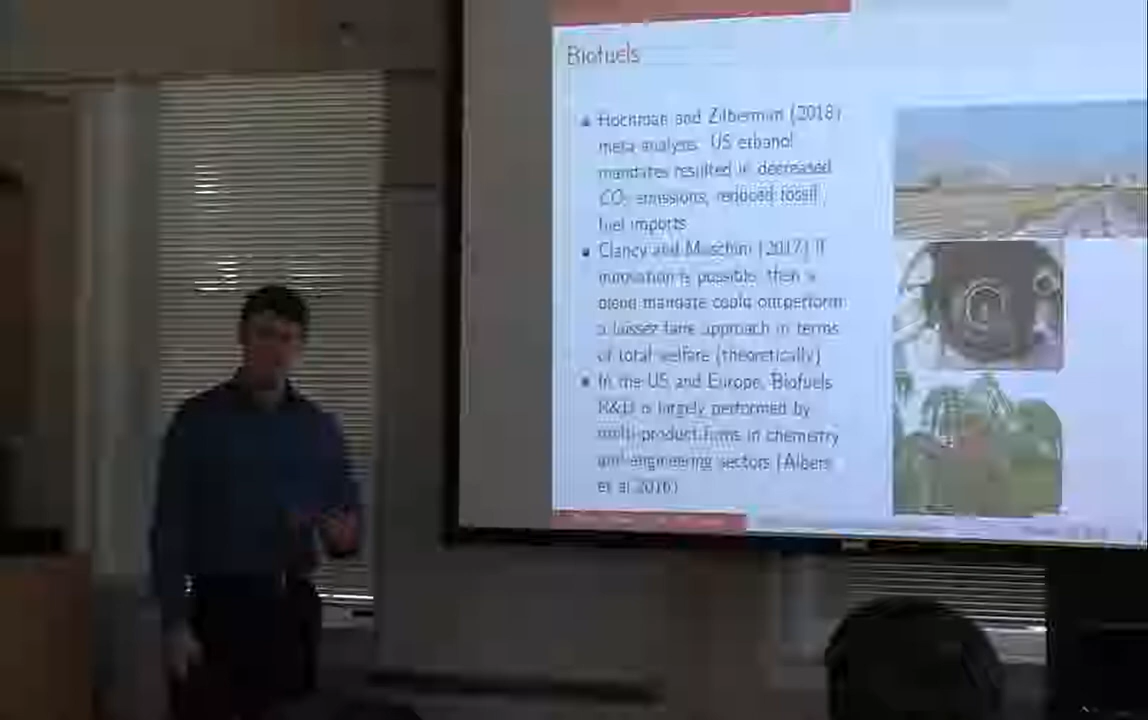 Biofuels
Hochman and Zilberman (2018)
meta analysis: US ethanol
mandates resulted in decreased
CO₂ emissions, reduced fossil
fuel imports
Clancy and Moschini (2017) If
innovation is possible, then a
blend mandate could outperform
a laissez faire approach in terms
of total welfare (theoretically)
In the US and Europe, Biofuels
R&D is largely performed by
multi-product firms in chemistry
and engineering sectors (Albers
et al 2016)